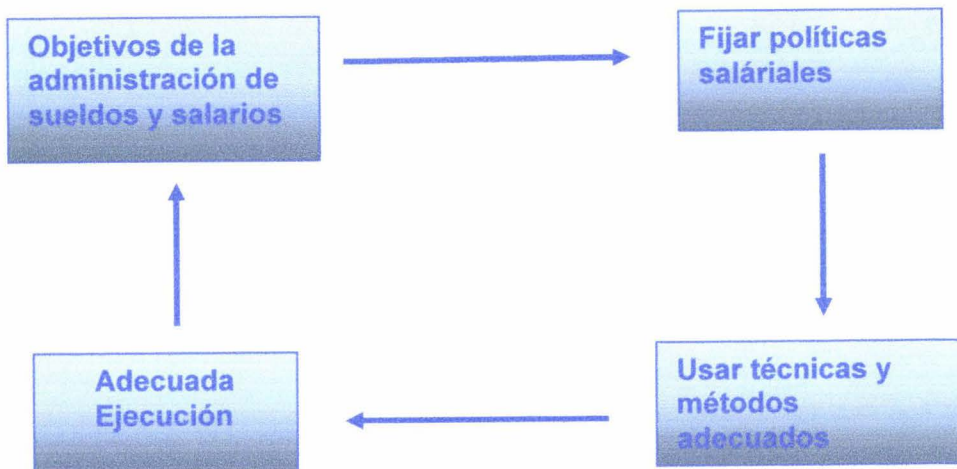 Objetivos de la
administración de
sueldos y salarios
Fijar políticas
saláriales
Usar técnicas y
métodos
adecuados
Adecuada
Ejecución